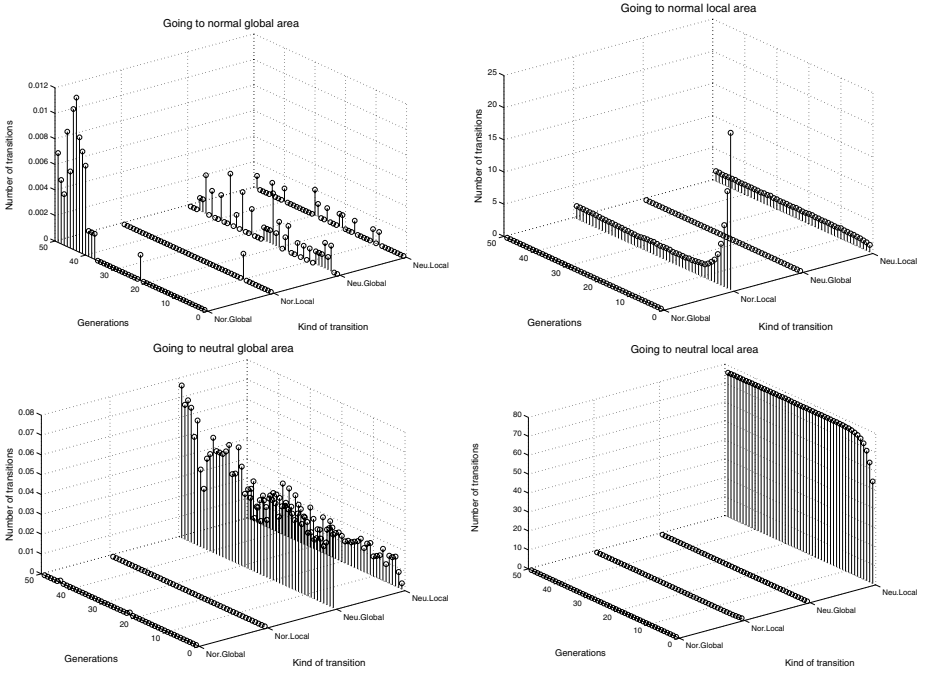 Going to normal global area
0.012
0.01
0.008
0.006
0.004
0.002
0
Number of transitions
50
40
30
20
10
0
Generations
Nor.Global
Nor.Local
Neu.Global
Neu.Local
Kind of transition
Going to normal local area
25
20
15
10
5
0
Number of transitions
50
40
30
20
10
0
Generations
Nor.Global
Nor.Local
Neu.Global
Neu.Local
Kind of transition
Going to neutral global area
0.08
0.07
0.06
0.05
0.04
0.03
0.02
0.01
0
Number of transitions
50
40
30
20
10
0
Generations
Nor.Global
Nor.Local
Neu.Global
Neu.Local
Kind of transition
Going to neutral local area
80
70
60
50
40
30
20
10
0
Number of transitions
50
40
30
20
10
0
Generations
Nor.Global
Nor.Local
Neu.Global
Neu.Local
Kind of transition